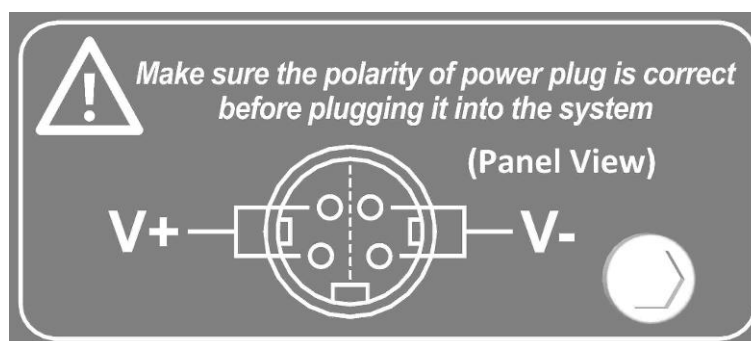 Make sure the polarity of power plug is correct
before plugging it into the system
(Panel View)
V+ V-